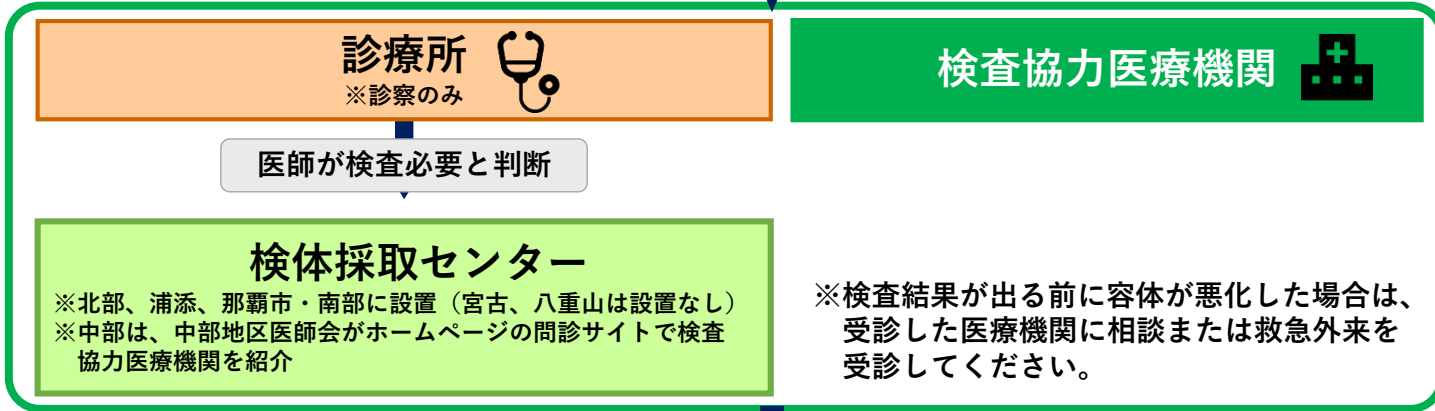 診療所
※診察のみ
検査協力医療機関
医師が検査必要と判断
検体採取センター
※北部、浦添、那覇市・南部に設置（宮古、八重山は設置なし）
※中部は、中部地区医師会がホームページの問診サイトで検査
協力医療機関を紹介
※検査結果が出る前に容体が悪化した場合は、
受診した医療機関に相談または救急外来を
受診してください。